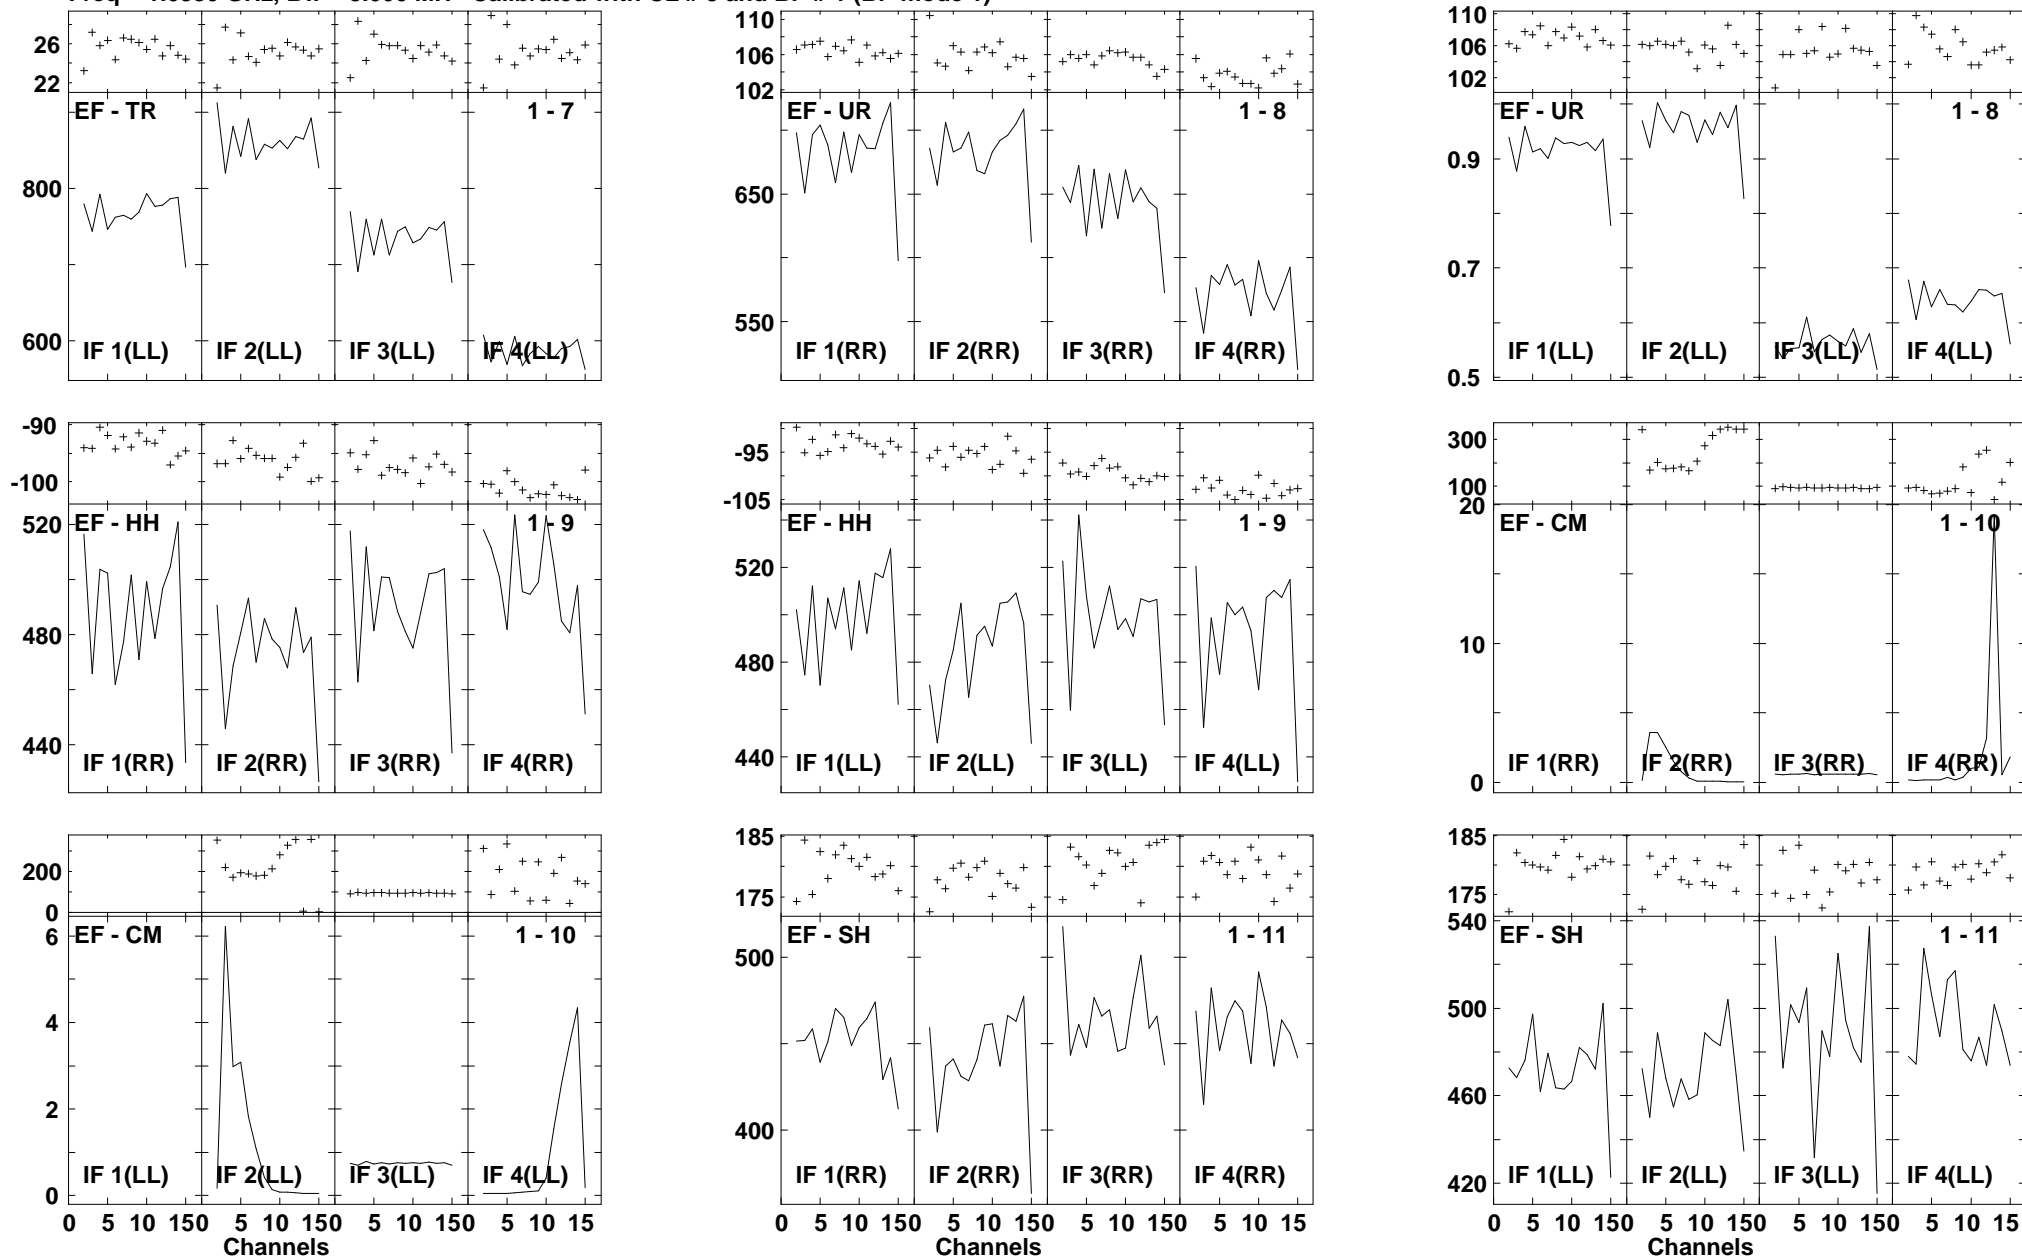 26
22
EF - TR
1 - 7
800
600
IF 1(LL)
IF 2(LL)
IF 3(LL)
IF 4(LL)
110
106
102
EF - UR
1 - 8
650
550
IF 1(RR)
IF 2(RR)
IF 3(RR)
IF 4(RR)
110
106
102
EF - UR
1 - 8
0.9
0.7
0.5
IF 1(LL)
IF 2(LL)
IF 3(LL)
IF 4(LL)
-90
-100
EF - HH
1 - 9
520
480
440
IF 1(RR)
IF 2(RR)
IF 3(RR)
IF 4(RR)
-95
-105
EF - HH
1 - 9
520
480
440
IF 1(LL)
IF 2(LL)
IF 3(LL)
IF 4(LL)
300
100
20
EF - CM
1 - 10
10
0
IF 1(RR)
IF 2(RR)
IF 3(RR)
IF 4(RR)
200
0
EF - CM
1 - 10
6
4
2
0
IF 1(LL)
IF 2(LL)
IF 3(LL)
IF 4(LL)
0 5 10 150 5 10 150 5 10 150 5 10 15
Channels
185
175
EF - SH
1 - 11
500
400
IF 1(RR)
IF 2(RR)
IF 3(RR)
IF 4(RR)
0 5 10 150 5 10 150 5 10 150 5 10 15
Channels
185
175
EF - SH
1 - 11
540
500
460
420
IF 1(LL)
IF 2(LL)
IF 3(LL)
IF 4(LL)
0 5 10 150 5 10 150 5 10 150 5 10 15
Channels